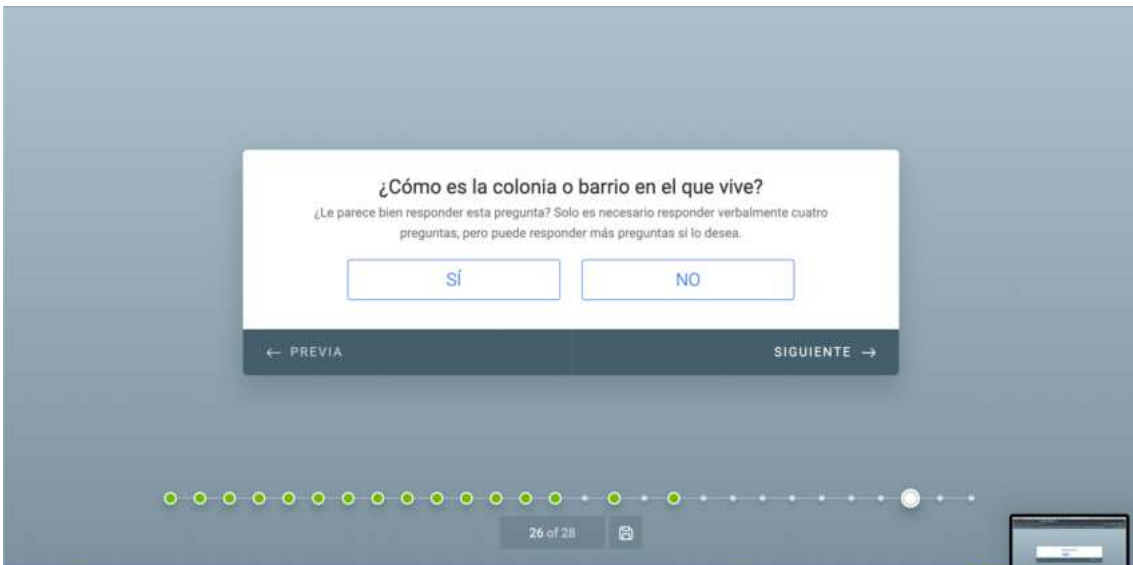 ¿Cómo es la colonia o barrio en el que vive?
¿Le parece bien responder esta pregunta? Solo es necesario responder verbalmente cuatro
preguntas, pero puede responder más preguntas si lo desea.
SÍ
NO
← PREVIA
SIGUIENTE →
26 of 28